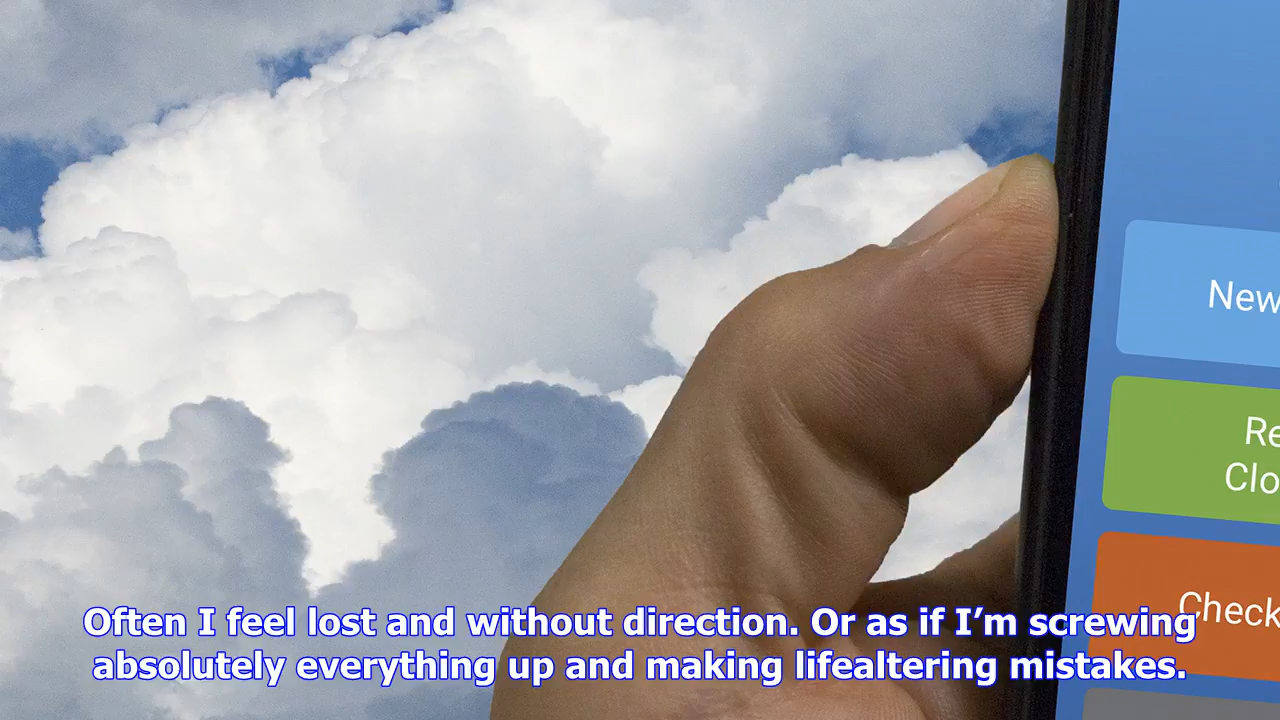 New
Re
Clo
Check
Often I feel lost and without direction. Or as if I’m screwing
absolutely everything up and making lifealtering mistakes.